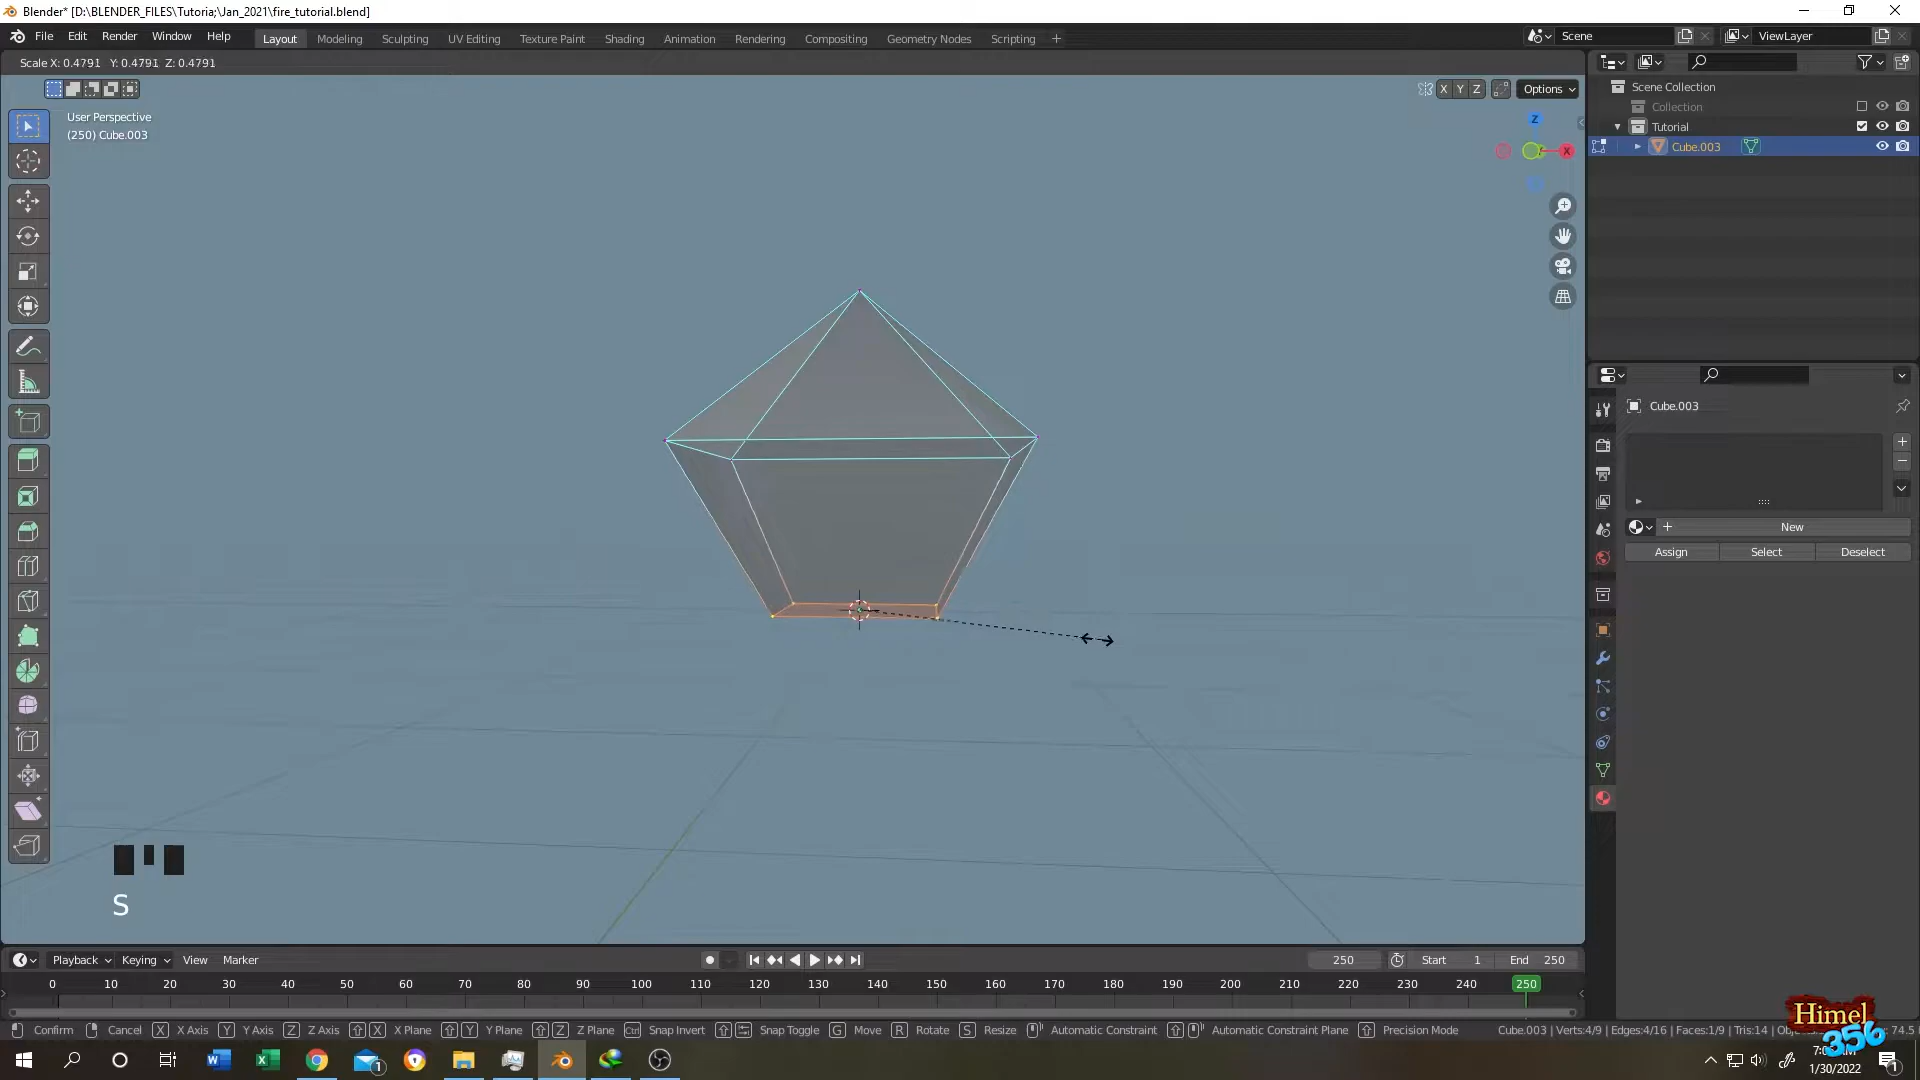 Blender* [D:\BLENDER_FILES\Tutoria;\Jan_2021\fire_tutorial.blend]
File Edit Render Window Help Layout Modeling Sculpting UV Editing Texture Paint Shading Animation Rendering Compositing Geometry Nodes Scripting + Scene ViewLayer
Scale X: 0.4791 Y: 0.4791 Z: 0.4791
X Y Z Options
User Perspective
(250) Cube.003
Z
X
Scene Collection
Collection
Tutorial
Cube.003
Cube.003
New
Assign Select Deselect
S
Playback Keying View Marker 250 Start 1 End 250
0 10 20 30 40 50 60 70 80 90 100 110 120 130 140 150 160 170 180 190 200 210 220 230 240 250
Confirm Cancel X X Axis Y Y Axis Z Z Axis X X Plane Y Y Plane Z Z Plane Ctrl Snap Invert Snap Toggle G Move R Rotate S Resize Automatic Constraint Automatic Constraint Plane Precision Mode Cube.003 | Verts:4/9 | Edges:4/16 | Faces:1/9 | Tris:14 | 74.5
Himel
356
1/30/2022